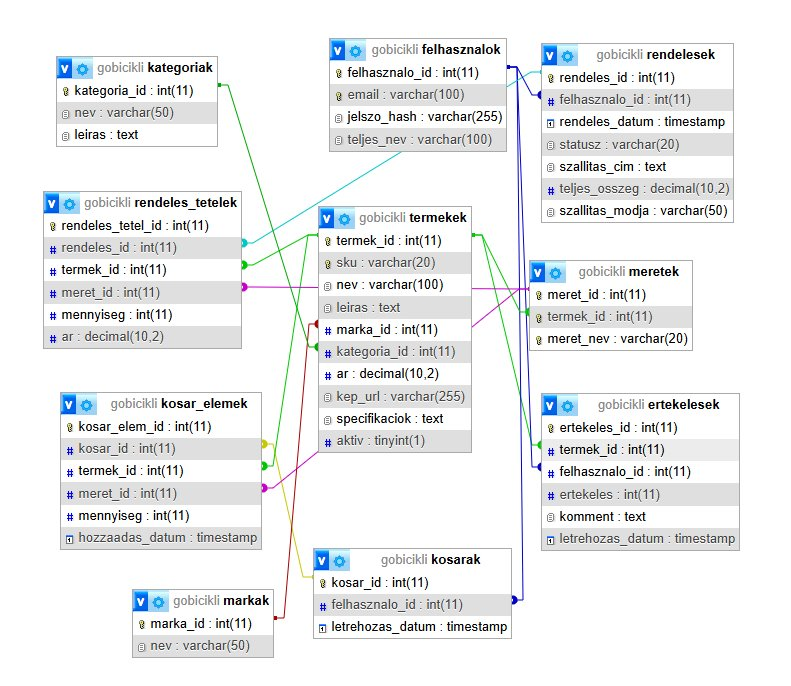 gobicikli kategoriak
kategoria_id : int(11)
nev : varchar(50)
leiras : text
gobicikli felhasznalok
felhasznalo_id : int(11)
email : varchar(100)
jelszo_hash : varchar(255)
teljes_nev : varchar(100)
gobicikli rendelesek
rendeles_id : int(11)
felhasznalo_id : int(11)
rendeles_datum : timestamp
statusz : varchar(20)
szallitas_cim : text
teljes_osszeg : decimal(10,2)
szallitas_modja : varchar(50)
gobicikli rendeles_tetelek
rendeles_tetel_id : int(11)
rendeles_id : int(11)
termek_id : int(11)
meret_id : int(11)
mennyiseg : int(11)
ar : decimal(10,2)
gobicikli termekek
termek_id : int(11)
sku : varchar(20)
nev : varchar(100)
leiras : text
marka_id : int(11)
kategoria_id : int(11)
ar : decimal(10,2)
kep_url : varchar(255)
specifikaciok : text
aktiv : tinyint(1)
gobicikli meretek
meret_id : int(11)
termek_id : int(11)
meret_nev : varchar(20)
gobicikli kosar_elemek
kosar_elem_id : int(11)
kosar_id : int(11)
termek_id : int(11)
meret_id : int(11)
mennyiseg : int(11)
hozzaadas_datum : timestamp
gobicikli ertekelesek
ertekeles_id : int(11)
termek_id : int(11)
felhasznalo_id : int(11)
ertekeles : int(11)
komment : text
letrehozas_datum : timestamp
gobicikli kosarak
kosar_id : int(11)
felhasznalo_id : int(11)
letrehozas_datum : timestamp
gobicikli markak
marka_id : int(11)
nev : varchar(50)